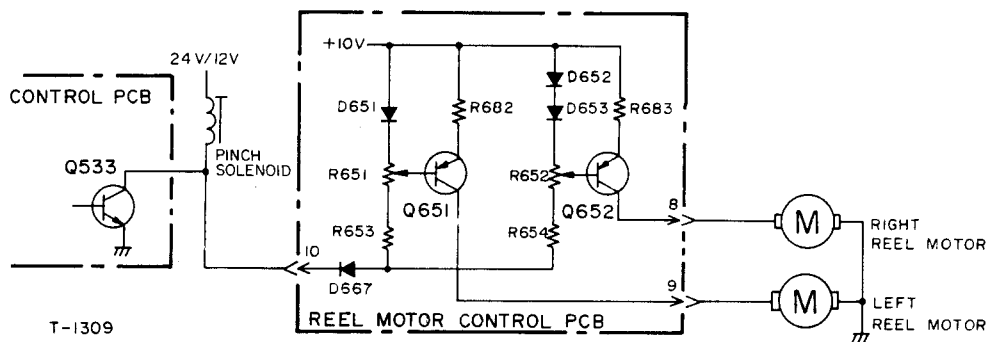 +10V
24V/12V
CONTROL PCB
D652
D651
D653
R682
R683
PINCH
SOLENOID
Q533
R651
R652
Q651
Q652
8
R653
R654
M
RIGHT
REEL MOTOR
10
D667
9
M
LEFT
REEL MOTOR
T-1309
REEL MOTOR CONTROL PCB